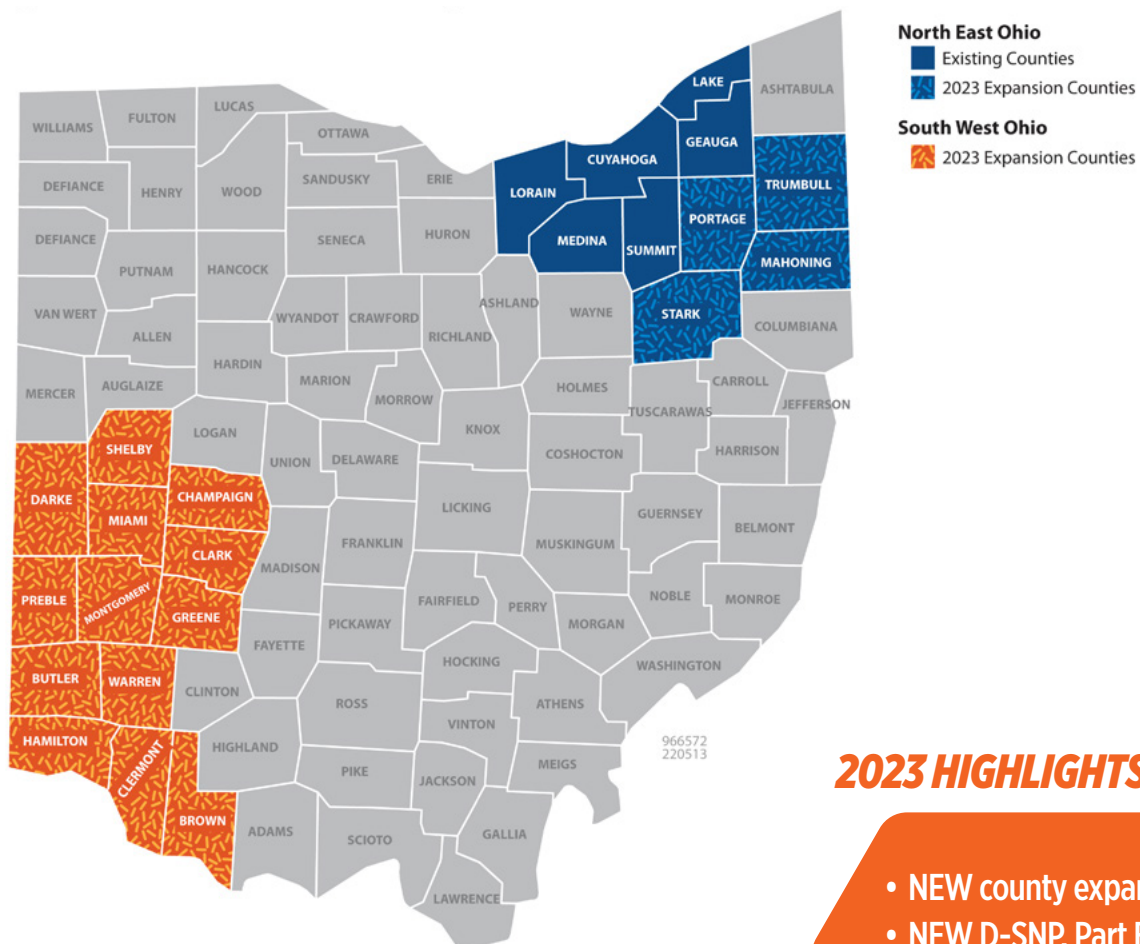 North East Ohio
Existing Counties
2023 Expansion Counties
South West Ohio
2023 Expansion Counties
LAKE
ASHTABULA
LUCAS
FULTON
WILLIAMS
OTTAWA
GEAUGA
CUYAHOGA
SANDUSKY
ERIE
TRUMBULL
DEFIANCE
HENRY
WOOD
LORAIN
PORTAGE
SENECA
HURON
MEDINA
SUMMIT
DEFIANCE
MAHONING
PUTNAM
HANCOCK
ASHLAND
VAN WERT
WYANDOT
CRAWFORD
WAYNE
STARK
COLUMBIANA
ALLEN
RICHLAND
HARDIN
MERCER
AUGLAIZE
MARION
MORROW
HOLMES
CARROLL
TUSCARAWAS
JEFFERSON
LOGAN
KNOX
SHELBY
UNION
DELAWARE
COSHOCTON
HARRISON
DARKE
CHAMPAIGN
MIAMI
LICKING
GUERNSEY
BELMONT
FRANKLIN
MUSKINGUM
CLARK
MADISON
PREBLE
MONTGOMERY
GREENE
FAIRFIELD
PERRY
NOBLE
MONROE
PICKAWAY
MORGAN
FAYETTE
HOCKING
WASHINGTON
BUTLER
WARREN
CLINTON
ROSS
ATHENS
VINTON
HAMILTON
HIGHLAND
966572
220513
CLERMONT
PIKE
JACKSON
MEIGS
BROWN
ADAMS
SCIOTO
GALLIA
LAWRENCE
2023 HIGHLIGHTS
• NEW county expan
• NEW D-SNP, Part